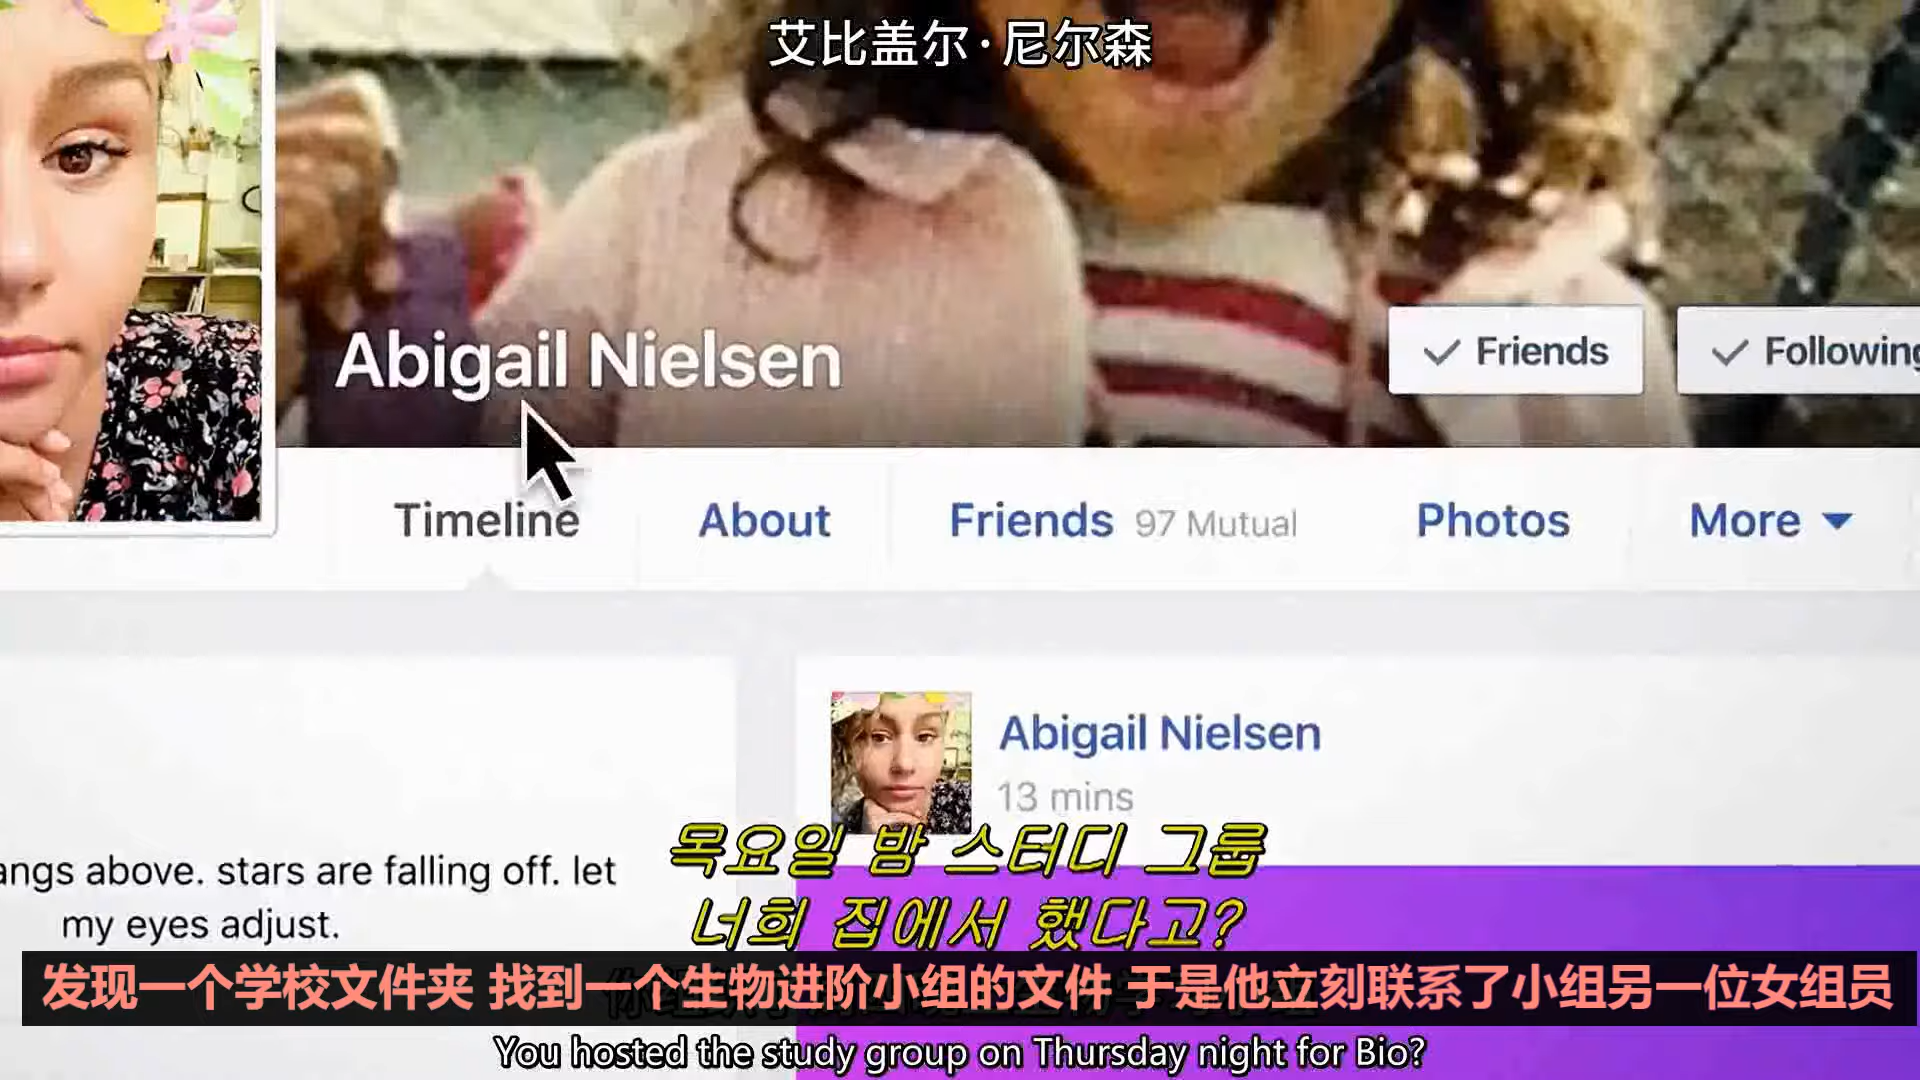 艾比盖尔·尼尔森
Abigail Nielsen
Friends
Following
Timeline
About
Friends 97 Mutual
Photos
More
Abigail Nielsen
13 mins
angs above. stars are falling off. let
my eyes adjust.
목요일 밤 스터디 그룹
너희 집에서 했다고?
发现一个学校文件夹 找到一个生物进阶小组的文件 于是他立刻联系了小组另一位女组员
You hosted the study group on Thursday night for Bio?